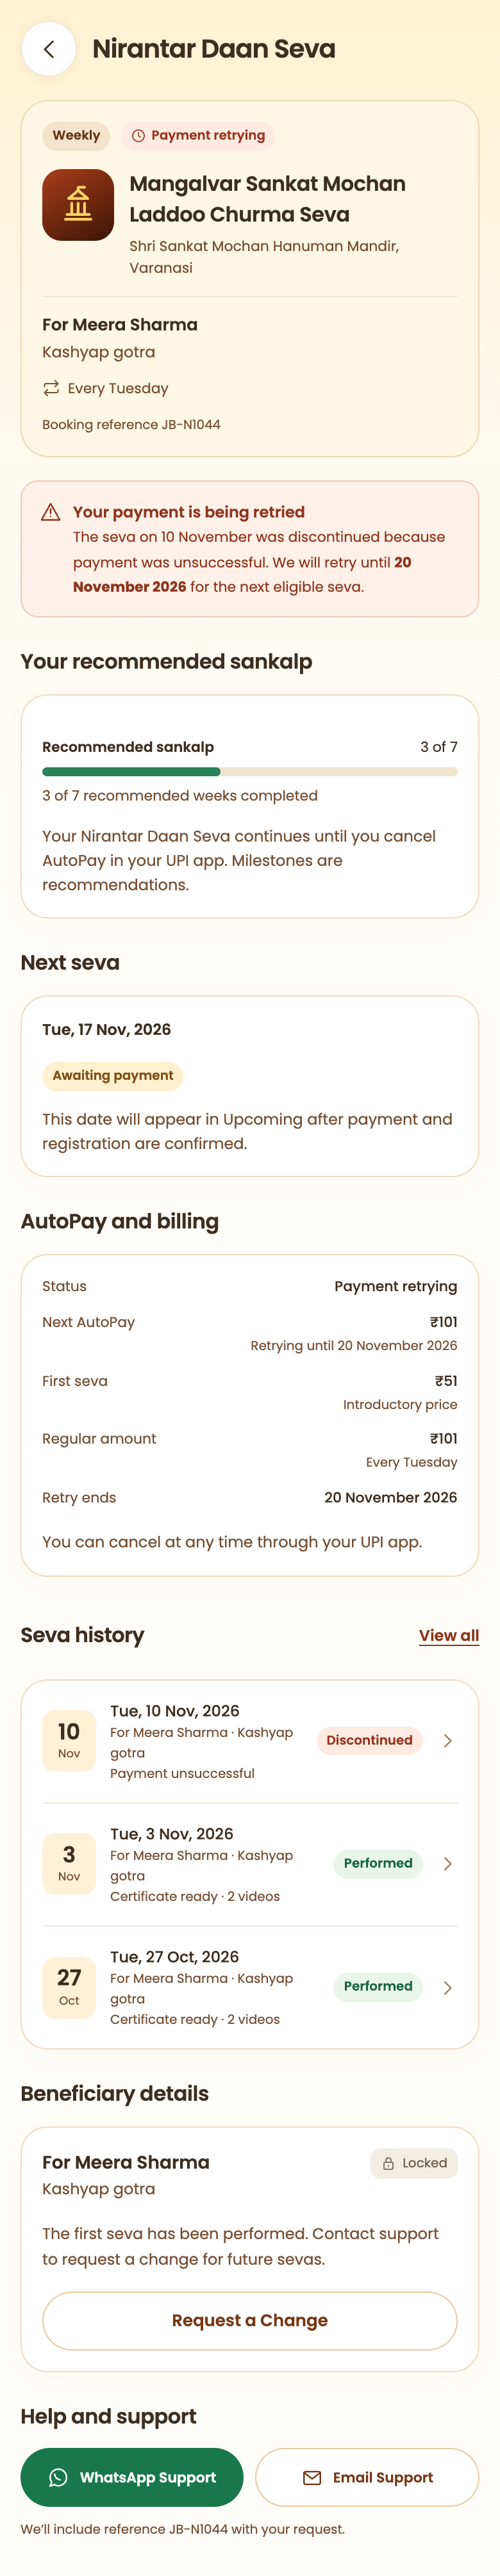 Nirantar Daan Seva
Weekly
Payment retrying
Mangalvar Sankat Mochan
Laddoo Churma Seva
Shri Sankat Mochan Hanuman Mandir,
Varanasi
For Meera Sharma
Kashyap gotra
Every Tuesday
Booking reference JB-N1044
Your payment is being retried
The seva on 10 November was discontinued because
payment was unsuccessful. We will retry until 20
November 2026 for the next eligible seva.
Your recommended sankalp
Recommended sankalp 3 of 7
3 of 7 recommended weeks completed
Your Nirantar Daan Seva continues until you cancel
AutoPay in your UPI app. Milestones are
recommendations.
Next seva
Tue, 17 Nov, 2026
Awaiting payment
This date will appear in Upcoming after payment and
registration are confirmed.
AutoPay and billing
Status Payment retrying
Next AutoPay ₹101
Retrying until 20 November 2026
First seva ₹51
Introductory price
Regular amount ₹101
Every Tuesday
Retry ends 20 November 2026
You can cancel at any time through your UPI app.
Seva history View all
10
Nov
Tue, 10 Nov, 2026
For Meera Sharma · Kashyap
gotra
Payment unsuccessful
Discontinued
3
Nov
Tue, 3 Nov, 2026
For Meera Sharma · Kashyap
gotra
Certificate ready · 2 videos
Performed
27
Oct
Tue, 27 Oct, 2026
For Meera Sharma · Kashyap
gotra
Certificate ready · 2 videos
Performed
Beneficiary details
For Meera Sharma
Locked
Kashyap gotra
The first seva has been performed. Contact support
to request a change for future sevas.
Request a Change
Help and support
WhatsApp Support
Email Support
We'll include reference JB-N1044 with your request.